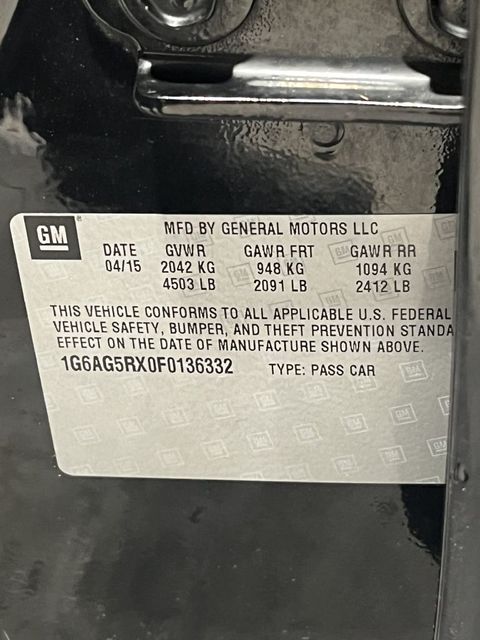 GM
MFD BY GENERAL MOTORS LLC
DATE GVWR GAWR FRT GAWR RR
04/15 2042 KG 948 KG 1094 KG
4503 LB 2091 LB 2412 LB
THIS VEHICLE CONFORMS TO ALL APPLICABLE U.S. FEDERAL
VEHICLE SAFETY, BUMPER, AND THEFT PREVENTION STANDA
EFFECT ON THE DATE OF MANUFACTURE SHOWN ABOVE.
1G6AG5RX0F0136332 TYPE: PASS CAR